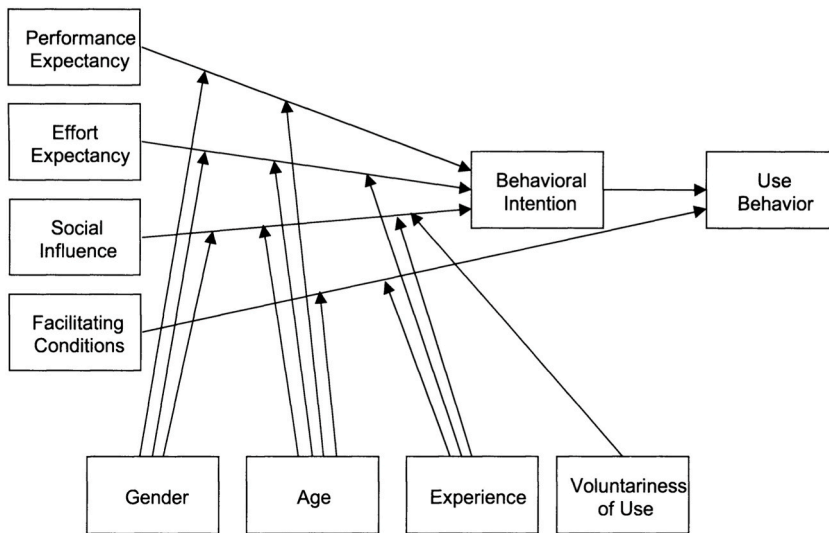 Performance
Expectancy
Effort
Expectancy
Social
Influence
Facilitating
Conditions
Behavioral
Intention
Use
Behavior
Gender
Age
Experience
Voluntariness
of Use